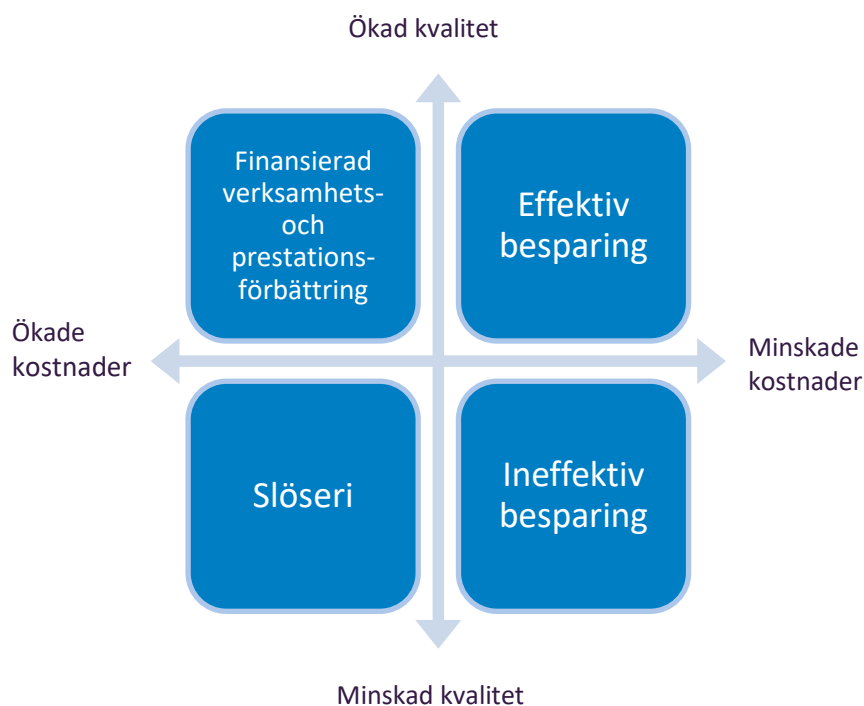 Ökad kvalitet
Finansierad
verksamhets-
och
prestations-
förbättring
Effektiv
besparing
Ökade
kostnader
Minskade
kostnader
Slöseri
Ineffektiv
besparing
Minskad kvalitet